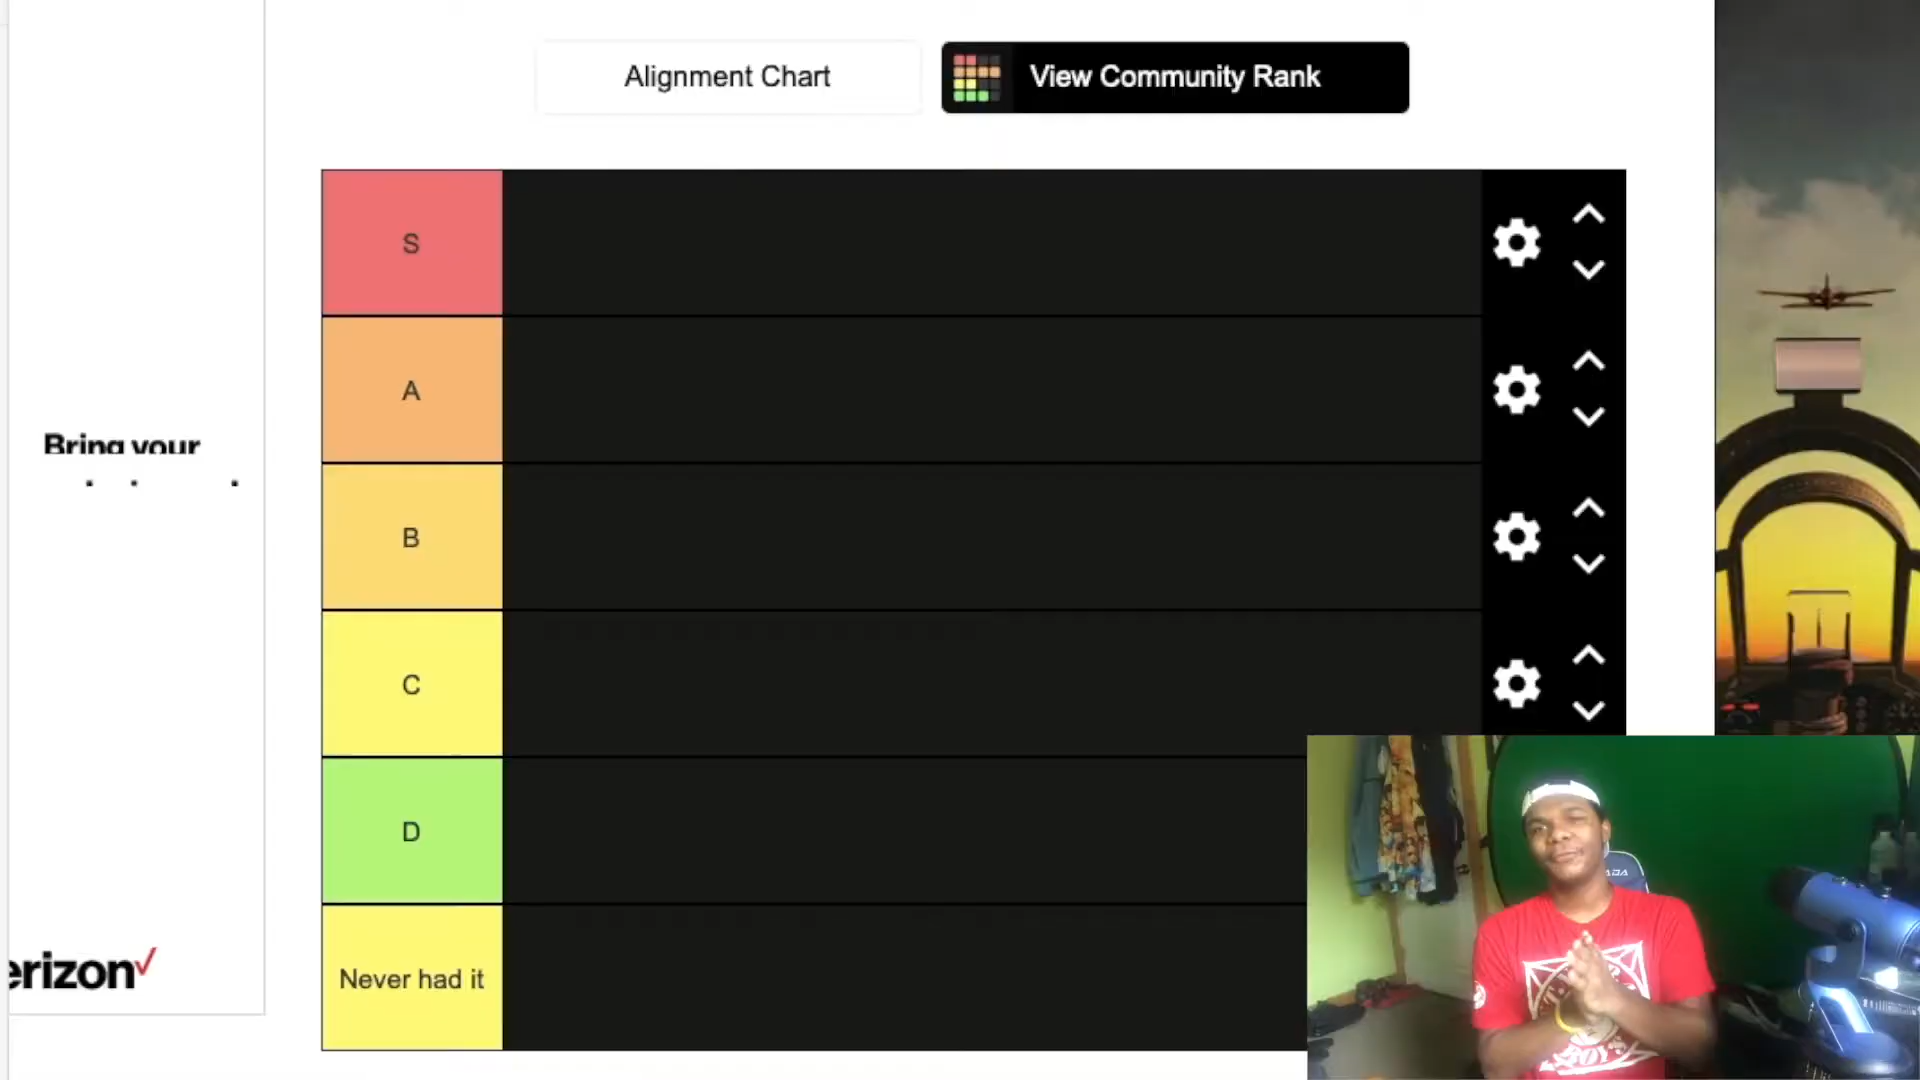 Alignment Chart
View Community Rank
S
A
Bring your
B
C
D
erizon
Never had it